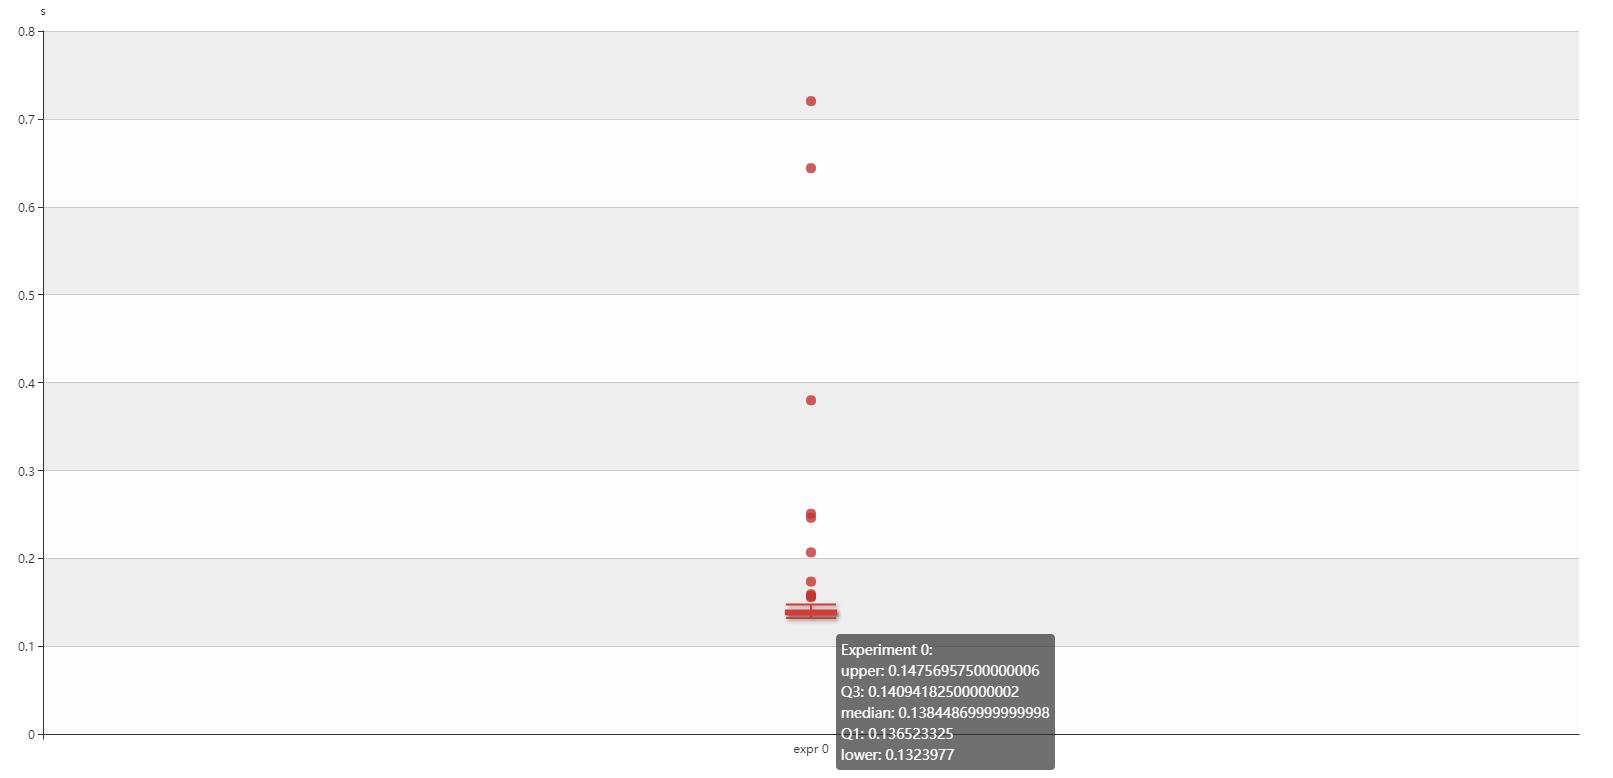 s
0.8
0.7
0.6
0.5
0.4
0.3
0.2
0.1
0
expr 0
Experiment 0:
upper: 0.14756957500000006
Q3: 0.14094182500000002
median: 0.13844869999999998
Q1: 0.136523325
lower: 0.1323977